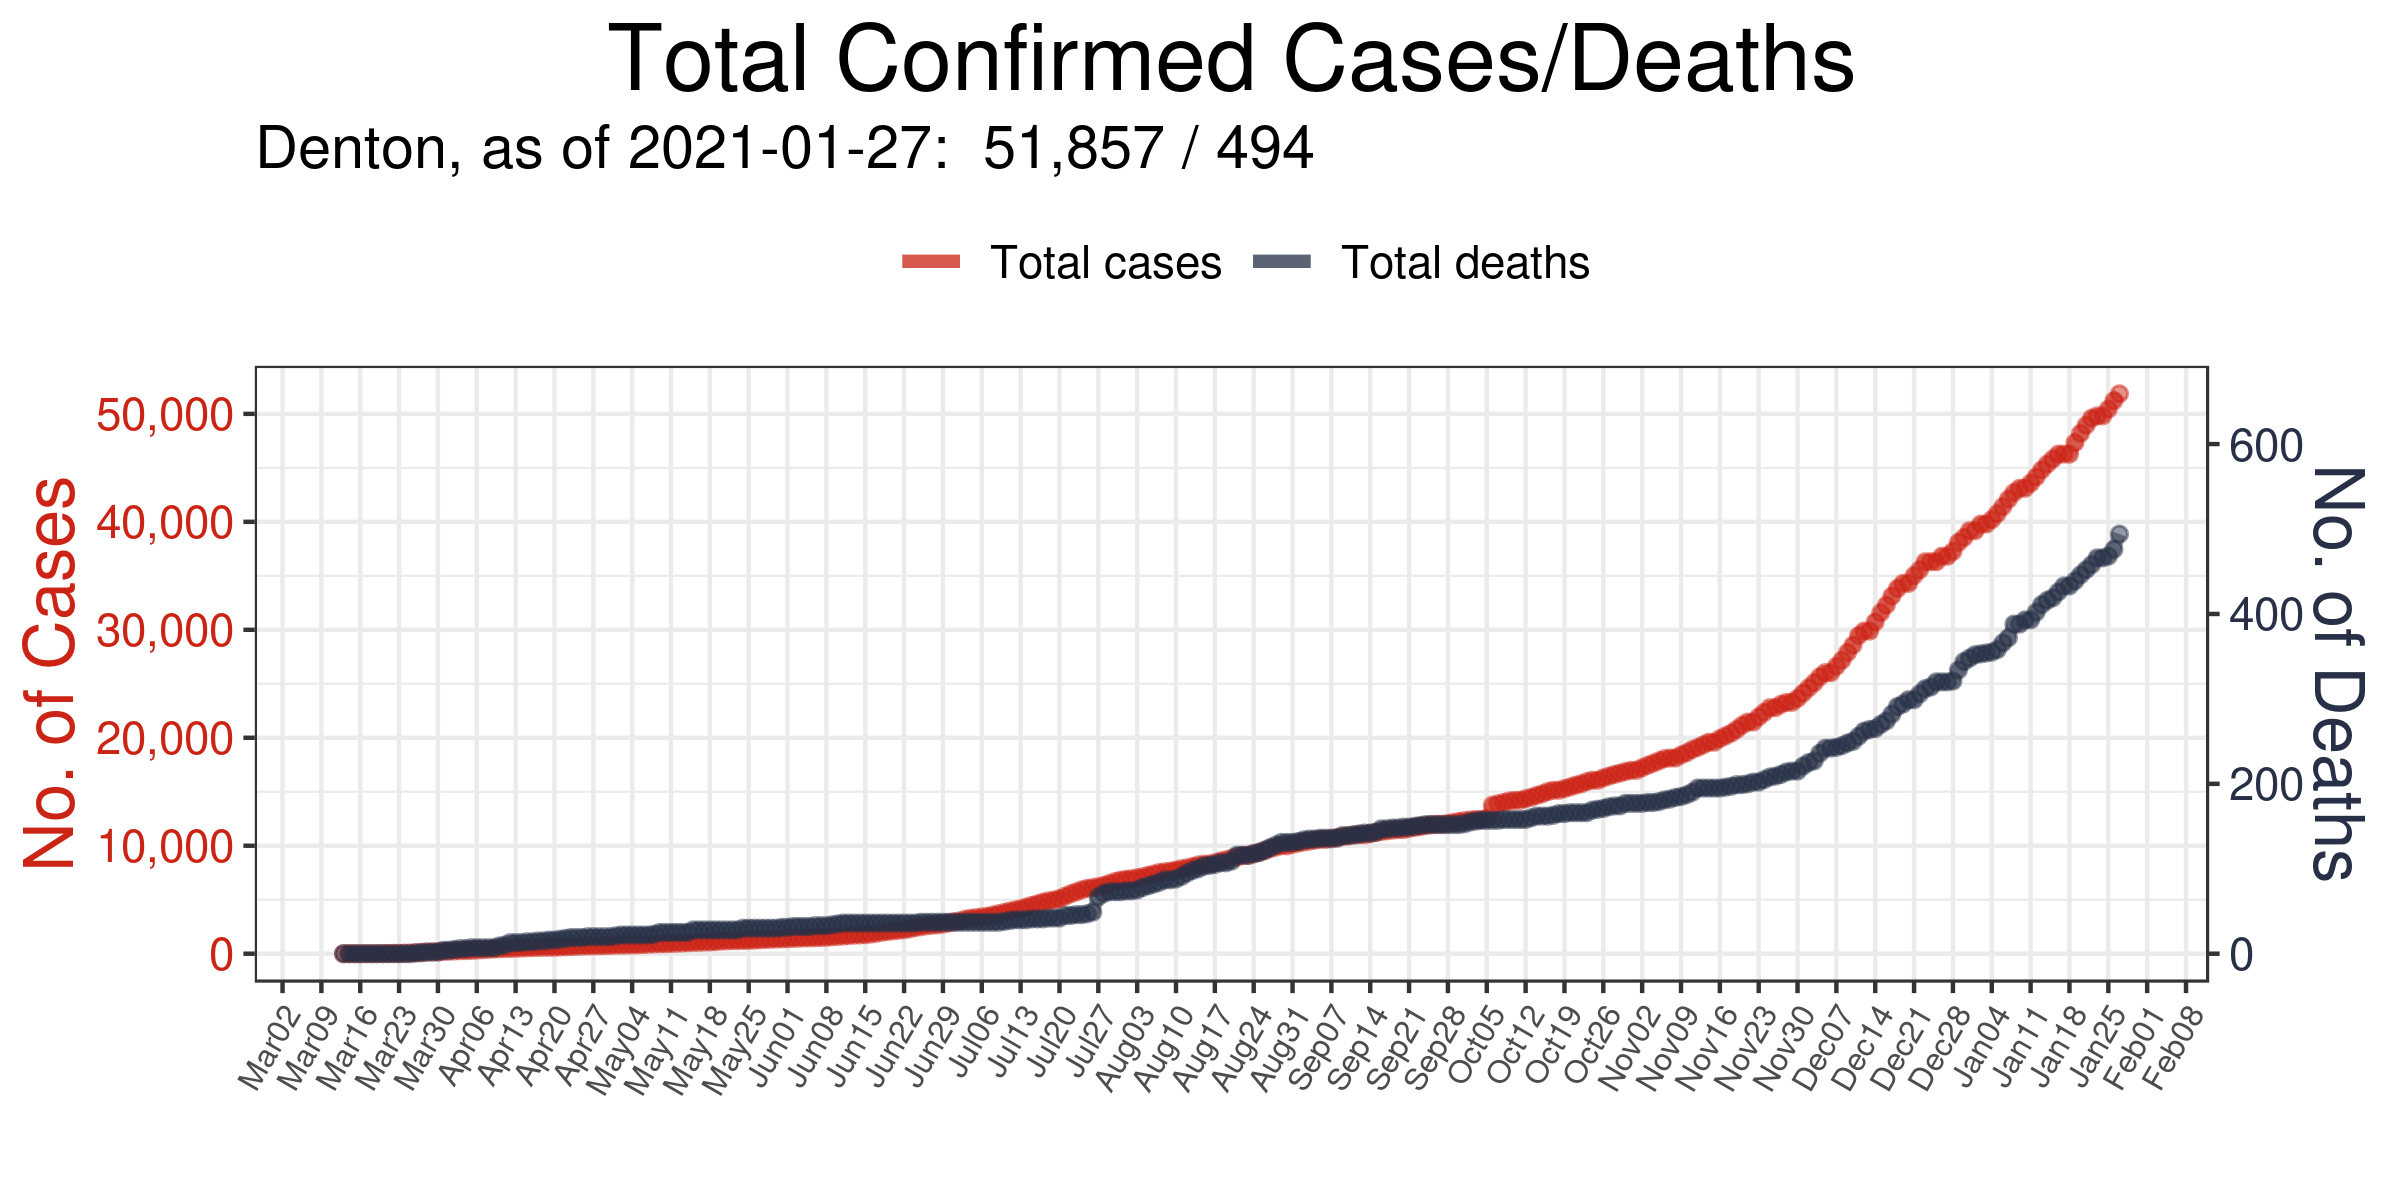 Total Confirmed Cases/Deaths
Denton, as of 2021-01-27:  51,857 / 494
Total cases
Total deaths
No. of Cases
50,000
40,000
30,000
20,000
10,000
0
No. of Deaths
600
400
200
0
Mar02
Mar09
Mar16
Mar23
Mar30
Apr06
Apr13
Apr20
Apr27
May04
May11
May18
May25
Jun01
Jun08
Jun15
Jun22
Jun29
Jul06
Jul13
Jul20
Jul27
Aug03
Aug10
Aug17
Aug24
Aug31
Sep07
Sep14
Sep21
Sep28
Oct05
Oct12
Oct19
Oct26
Nov02
Nov09
Nov16
Nov23
Nov30
Dec07
Dec14
Dec21
Dec28
Jan04
Jan11
Jan18
Jan25
Feb01
Feb08